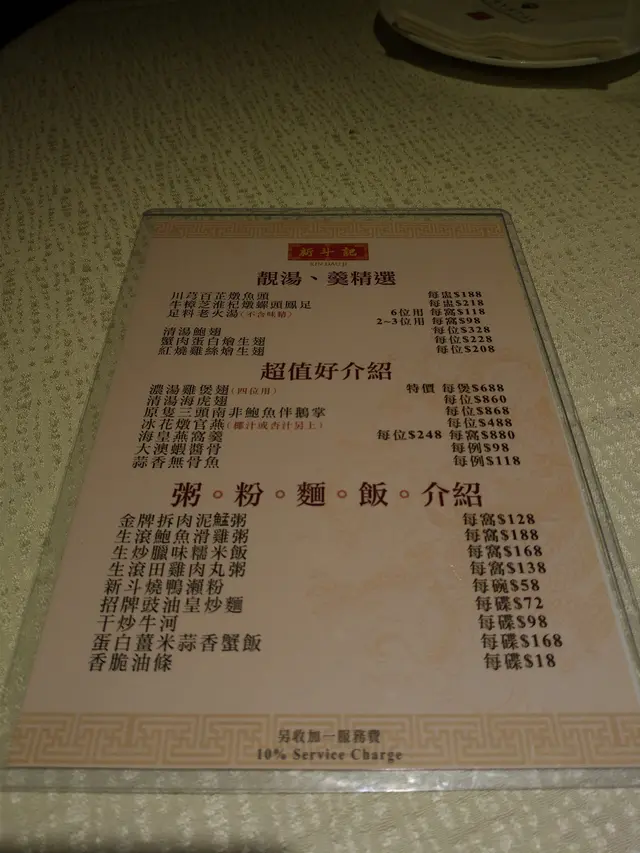 新斗記
靚湯、羹精選
川芎百芷燉魚頭 每盅$188
牛樟芝淮杞燉螺頭鳳足 每盅$218
足料老火湯(不含味精) 6位用 每窩$118
2~3位用 每窩$98
清湯鮑翅 每位$328
蟹肉蛋白燴生翅 每位$228
紅燒雞絲燴生翅 每位$208
超值好介紹
濃湯雞煲翅(四位用) 特價 每煲$688
清湯海虎翅 每位$860
原隻三頭南非鮑魚伴鵝掌 每位$868
冰花燉官燕(椰汁或杏汁另上) 每位$488
海皇燕窩羹 每位$248 每窩$880
大澳蝦醬骨 每例$98
蒜香無骨魚 每例$118
粥。粉。麵。飯。介紹
金牌拆肉泥鯭粥 每窩$128
生滾鮑魚滑雞粥 每窩$188
生炒臘味糯米飯 每窩$168
生滾田雞肉丸粥 每窩$138
新斗燒鴨瀨粉 每碗$58
招牌豉油皇炒麵 每碟$72
干炒牛河 每碟$98
蛋白薑米蒜香蟹飯 每碟$168
香脆油條 每碟$18
另收加一服務費
10% Service Charge